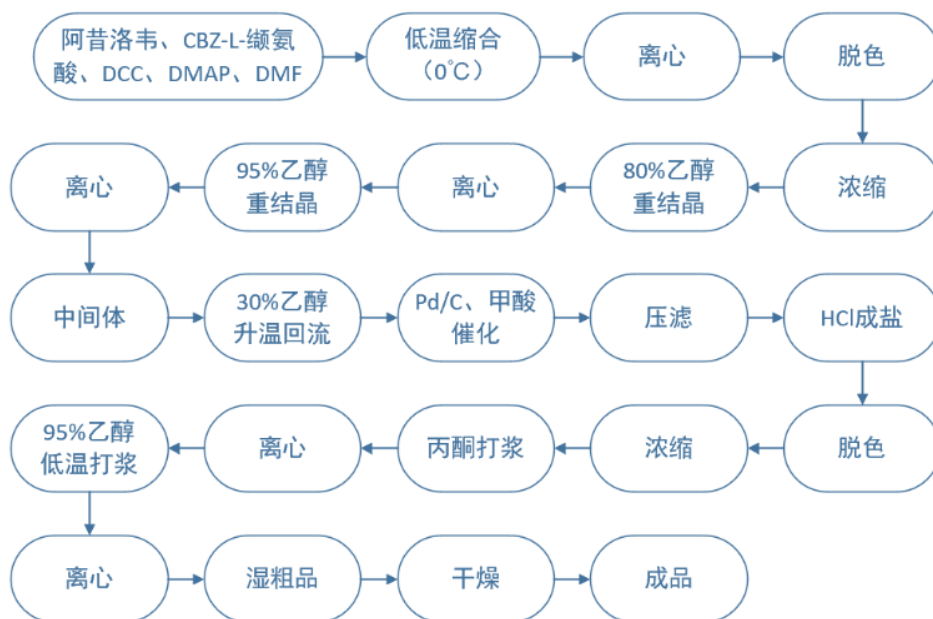 阿昔洛韦、CBZ-L-缬氨
酸、DCC、DMAP、DMF
低温缩合
（0℃）
离心
脱色
浓缩
80%乙醇
重结晶
离心
95%乙醇
重结晶
离心
中间体
30%乙醇
升温回流
Pd/C、甲酸
催化
压滤
HCl成盐
脱色
浓缩
丙酮打浆
离心
95%乙醇
低温打浆
离心
湿粗品
干燥
成品